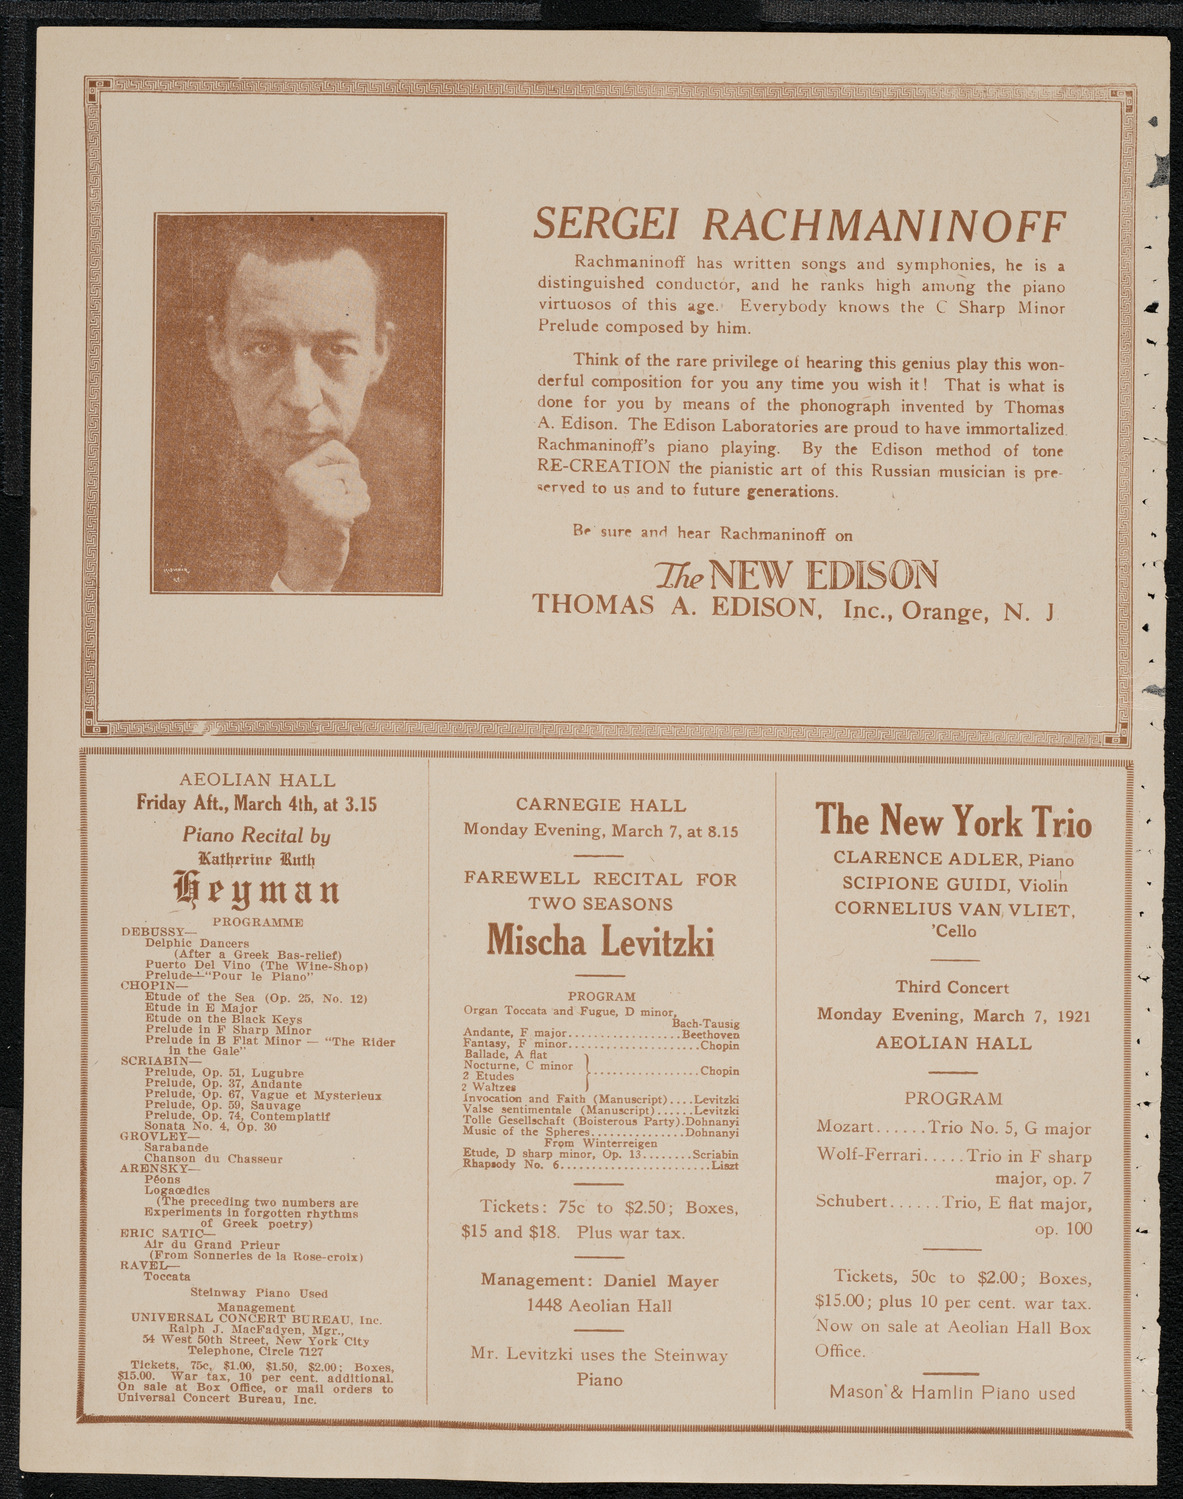 SERGEI RACHMANINOFF
Rachmaninoff has written songs and symphonies, he is a
distinguished conductor, and he ranks high among the piano
virtuosos of this age. Everybody knows the C Sharp Minor
Prelude composed by him.
Think of the rare privilege of hearing this genius play this won-
derful composition for you any time you wish it! That is what is
done for you by means of the phonograph invented by Thomas
A. Edison. The Edison Laboratories are proud to have immortalized
Rachmaninoff's piano playing. By the Edison method of tone
RE-CREATION the pianistic art of this Russian musician is pre-
served to us and to future generations.
Be sure and hear Rachmaninoff on
The NEW EDISON
THOMAS A. EDISON, Inc., Orange, N. J
AEOLIAN HALL
Friday Aft., March 4th, at 3.15
Piano Recital by
Katherine Ruth
Heyman
PROGRAMME
DEBUSSY—
Delphic Dancers
(After a Greek Bas-relief)
Puerto Del Vino (The Wine-Shop)
Prelude—"Pour le Piano"
CHOPIN—
Etude of the Sea (Op. 25, No. 12)
Etude in E Major
Etude on the Black Keys
Prelude in F Sharp Minor
Prelude in B Flat Minor — "The Rider
in the Gale"
SCRIABIN—
Prelude, Op. 51, Lugubre
Prelude, Op. 37, Andante
Prelude, Op. 67, Vague et Mysterieux
Prelude, Op. 59, Sauvage
Prelude, Op. 74, Contemplatif
Sonata No. 4, Op. 30
GROVLEY—
Sarabande
Chanson du Chasseur
ARENSKY—
Péons
Logaœdics
(The preceding two numbers are
Experiments in forgotten rhythms
of Greek poetry)
ERIC SATIC—
Air du Grand Prieur
(From Sonneries de la Rose-croix)
RAVEL—
Toccata
Steinway Piano Used
Management
UNIVERSAL CONCERT BUREAU, Inc.
Ralph J. MacFadyen, Mgr.,
54 West 50th Street, New York City
Telephone, Circle 7127
Tickets, 75c, $1.00, $1.50, $2.00; Boxes,
$15.00. War tax, 10 per cent. additional.
On sale at Box Office, or mail orders to
Universal Concert Bureau, Inc.
CARNEGIE HALL
Monday Evening, March 7, at 8.15
FAREWELL RECITAL FOR
TWO SEASONS
Mischa Levitzki
PROGRAM
Organ Toccata and Fugue, D minor,
Bach-Tausig
Andante, F major................Beethoven
Fantasy, F minor....................Chopin
Ballade, A flat
Nocturne, C minor
2 Etudes ................Chopin
2 Waltzes
Invocation and Faith (Manuscript)....Levitzki
Valse sentimentale (Manuscript)......Levitzki
Tolle Gesellschaft (Boisterous Party).Dohnanyi
Music of the Spheres..............Dohnanyi
From Winterreigen
Etude, D sharp minor, Op. 13........Scriabin
Rhapsody No. 6.......................Liszt
Tickets: 75c to $2.50; Boxes,
$15 and $18. Plus war tax.
Management: Daniel Mayer
1448 Aeolian Hall
Mr. Levitzki uses the Steinway
Piano
The New York Trio
CLARENCE ADLER, Piano
SCIPIONE GUIDI, Violin
CORNELIUS VAN VLIET,
'Cello
Third Concert
Monday Evening, March 7, 1921
AEOLIAN HALL
PROGRAM
Mozart......Trio No. 5, G major
Wolf-Ferrari.....Trio in F sharp
major, op. 7
Schubert......Trio, E flat major,
op. 100
Tickets, 50c to $2.00; Boxes,
$15.00; plus 10 per cent. war tax.
Now on sale at Aeolian Hall Box
Office.
Mason & Hamlin Piano used